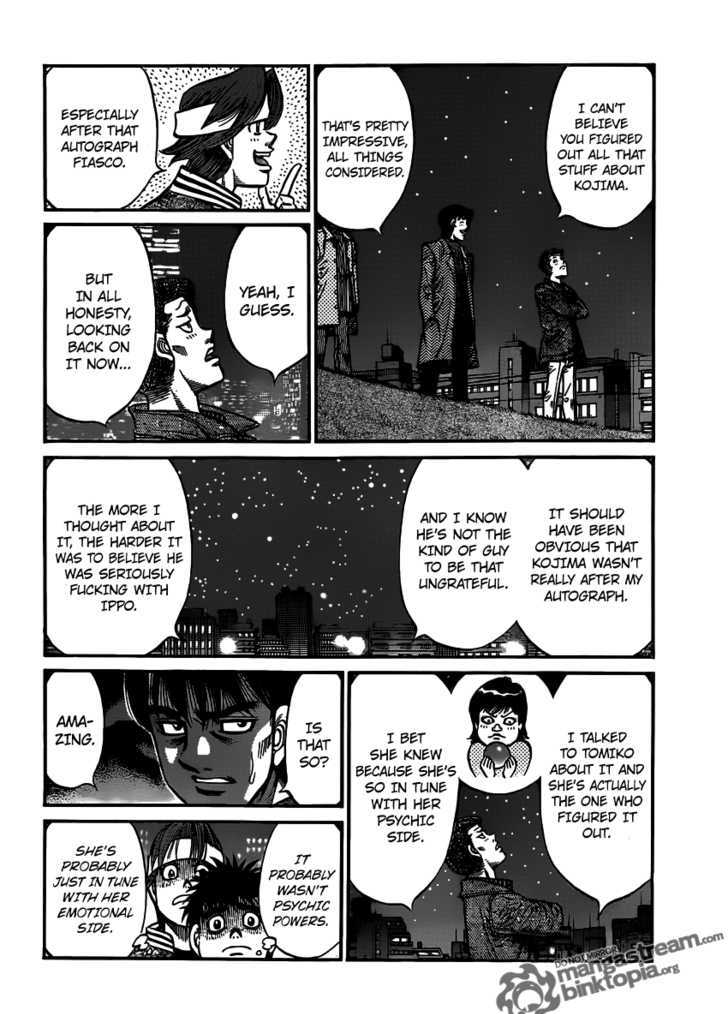 I CAN'T
BELIEVE
YOU FIGURED
OUT ALL THAT
STUFF ABOUT
KOJIMA.
THAT'S PRETTY
IMPRESSIVE,
ALL THINGS
CONSIDERED.
ESPECIALLY
AFTER THAT
AUTOGRAPH
FIASCO.
YEAH, I
GUESS.
BUT
IN ALL
HONESTY,
LOOKING
BACK ON
IT NOW...
IT SHOULD
HAVE BEEN
OBVIOUS THAT
KOJIMA WASN'T
REALLY AFTER MY
AUTOGRAPH.
AND I KNOW
HE'S NOT THE
KIND OF GUY
TO BE THAT
UNGRATEFUL.
THE MORE I
THOUGHT ABOUT
IT, THE HARDER IT
WAS TO BELIEVE HE
WAS SERIOUSLY
FUCKING WITH
IPPO.
I TALKED
TO TOMIKO
ABOUT IT AND
SHE'S ACTUALLY
THE ONE WHO
FIGURED IT
OUT.
I BET
SHE KNEW
BECAUSE SHE'S
SO IN TUNE
WITH HER
PSYCHIC
SIDE.
IS
THAT
SO?
AMA-
ZING.
IT
PROBABLY
WASN'T
PSYCHIC
POWERS.
SHE'S
PROBABLY
JUST IN TUNE
WITH HER
EMOTIONAL
SIDE.
DO NOT MIRROR
mangastream.com
binktopia.org